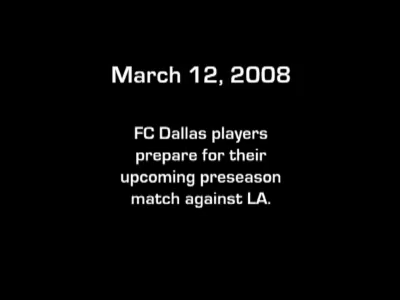 March 12, 2008
FC Dallas players
prepare for their
upcoming preseason
match against LA.